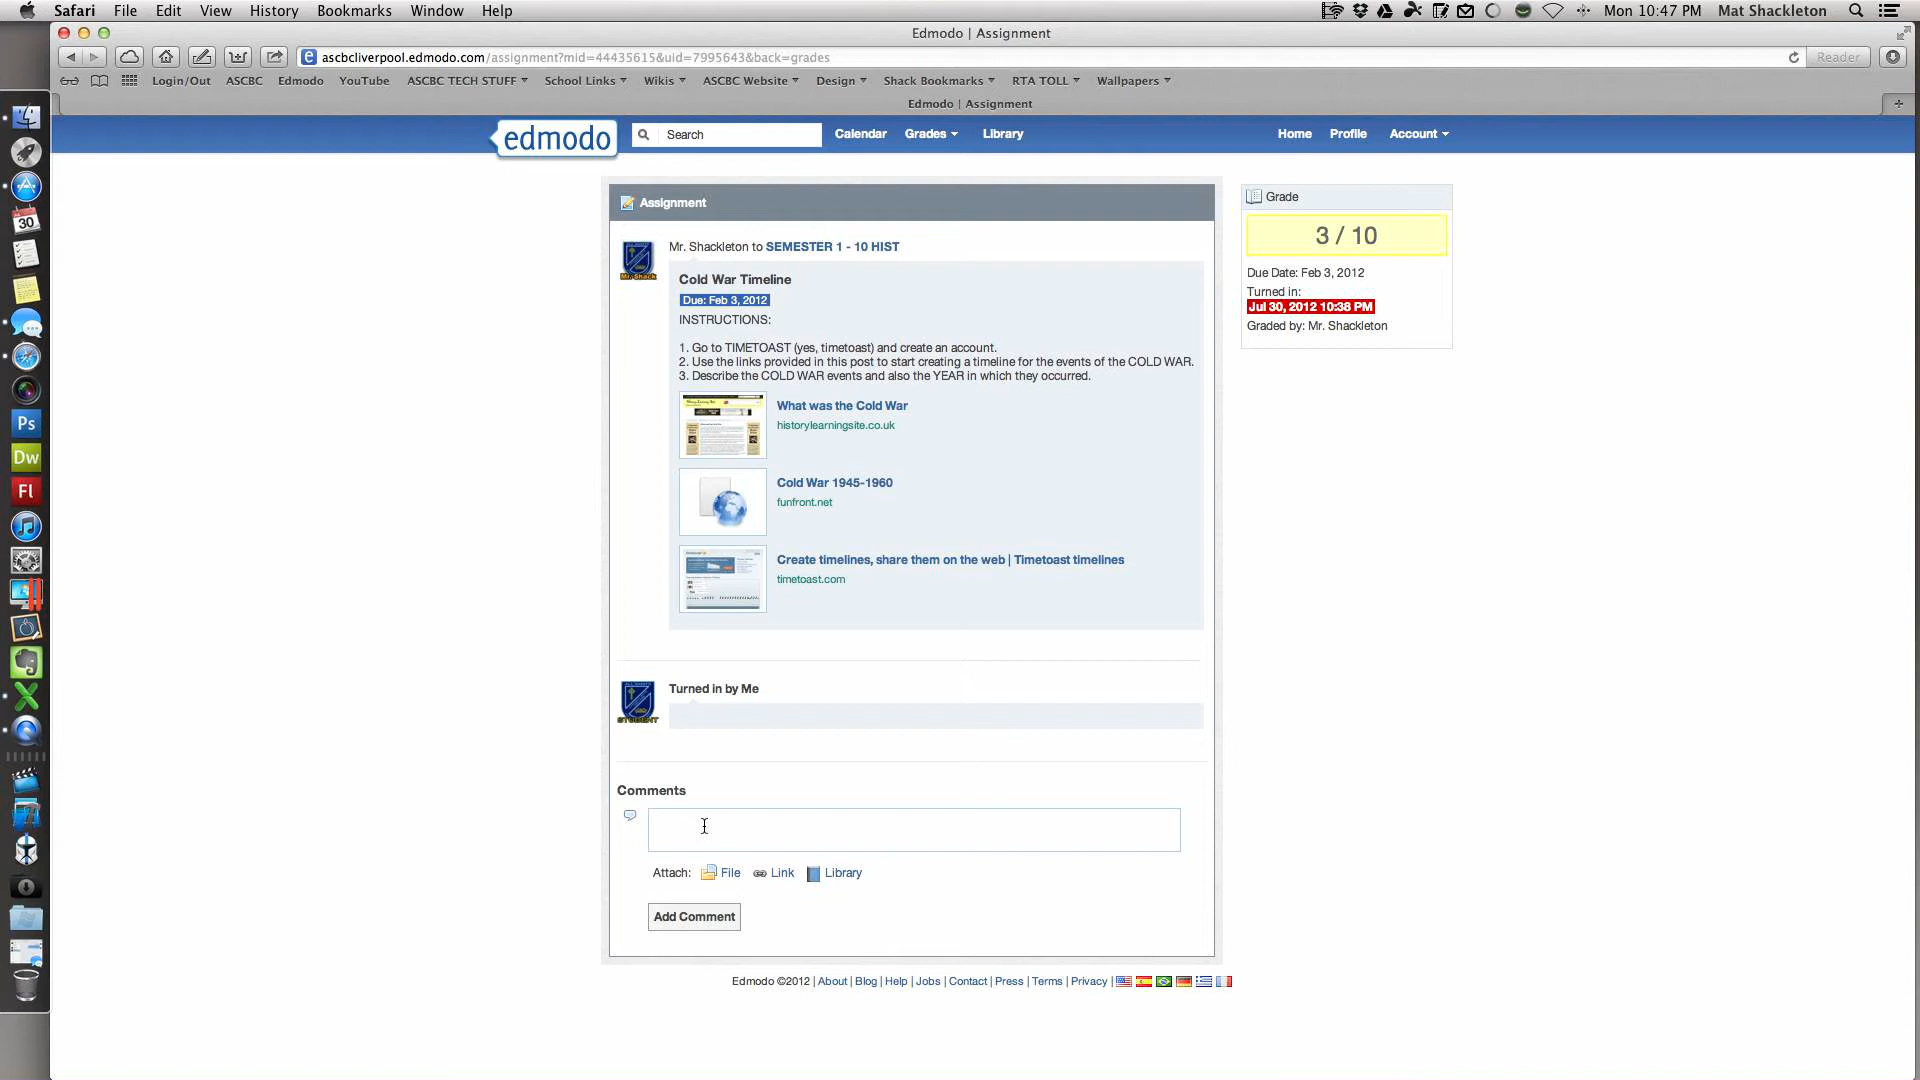 Safari File Edit View History Bookmarks Window Help
Mon 10:47 PM Mat Shackleton
Edmodo | Assignment
ascbcliverpool.edmodo.com/assignment?mid=44435615&uid=7995643&back=grades
Reader
Login/Out ASCBC Edmodo YouTube ASCBC TECH STUFF School Links Wikis ASCBC Website Design Shack Bookmarks RTA TOLL Wallpapers
Edmodo | Assignment
edmodo
Search
Calendar Grades Library
Home Profile Account
Assignment
Mr. Shackleton to SEMESTER 1 - 10 HIST
Cold War Timeline
Due: Feb 3, 2012
INSTRUCTIONS:
1. Go to TIMETOAST (yes, timetoast) and create an account.
2. Use the links provided in this post to start creating a timeline for the events of the COLD WAR.
3. Describe the COLD WAR events and also the YEAR in which they occurred.
What was the Cold War
historylearningsite.co.uk
Cold War 1945-1960
funfront.net
Create timelines, share them on the web | Timetoast timelines
timetoast.com
Turned in by Me
Comments
Attach: File Link Library
Add Comment
Grade
3 / 10
Due Date: Feb 3, 2012
Turned in:
Jul 30, 2012 10:38 PM
Graded by: Mr. Shackleton
Edmodo ©2012 | About | Blog | Help | Jobs | Contact | Press | Terms | Privacy |
30
Ps
Dw
Fl
Mr. Shack
STUDENT